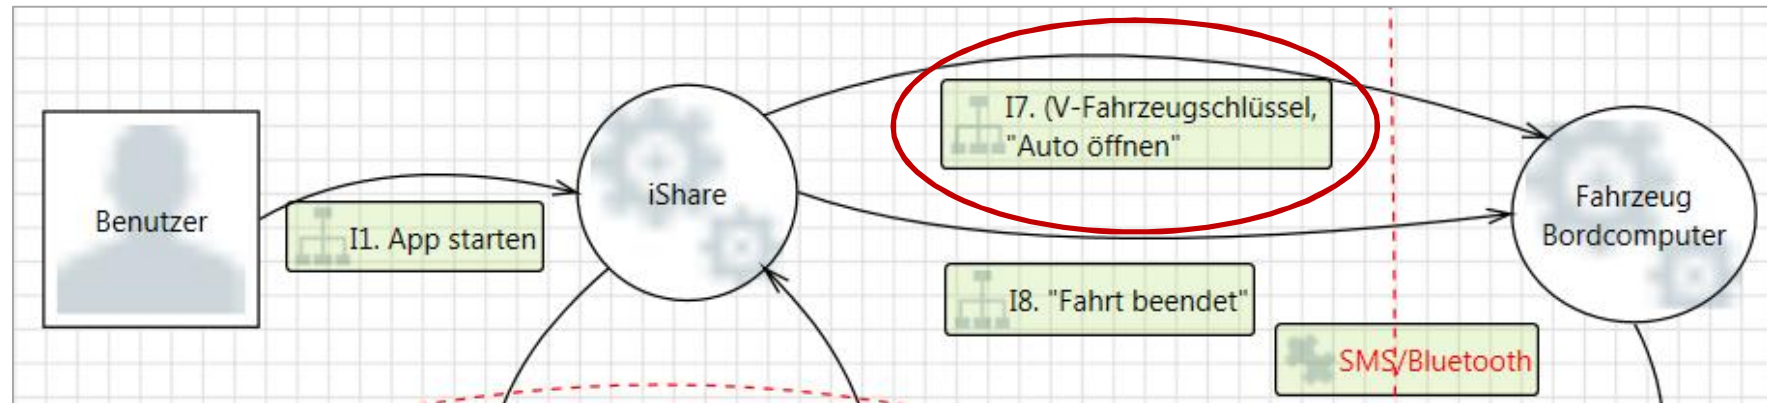 Benutzer
I1. App starten
iShare
I7. (V-Fahrzeugschlüssel,
"Auto öffnen"
I8. "Fahrt beendet"
SMS/Bluetooth
Fahrzeug
Bordcomputer